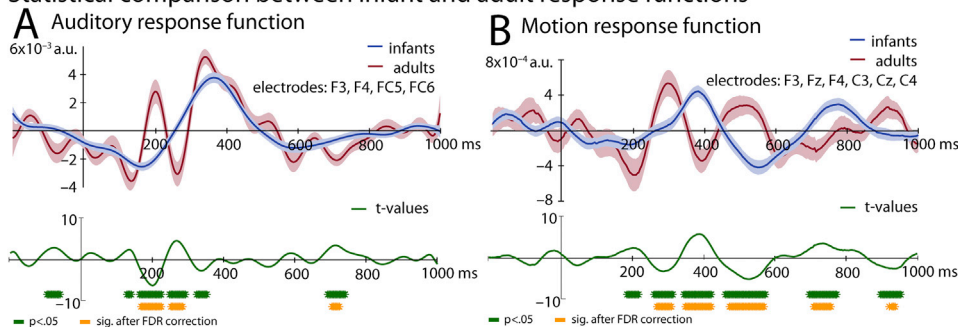 Statistical comparison between infant and adult response functions
A Auditory response function
6x10⁻³ a.u.
infants
adults
electrodes: F3, F4, FC5, FC6
4
2
−2
−4
200 400 600 800 1000 ms
10
t-values
200 400 600 800 1000 ms
−10
p<.05 sig. after FDR correction
B Motion response function
8x10⁻⁴ a.u.
infants
adults
electrodes: F3, Fz, F4, C3, Cz, C4
4
−4
−8
200 400 600 800 1000 ms
10
t-values
200 400 600 800 1000 ms
−10
p<.05 sig. after FDR correction